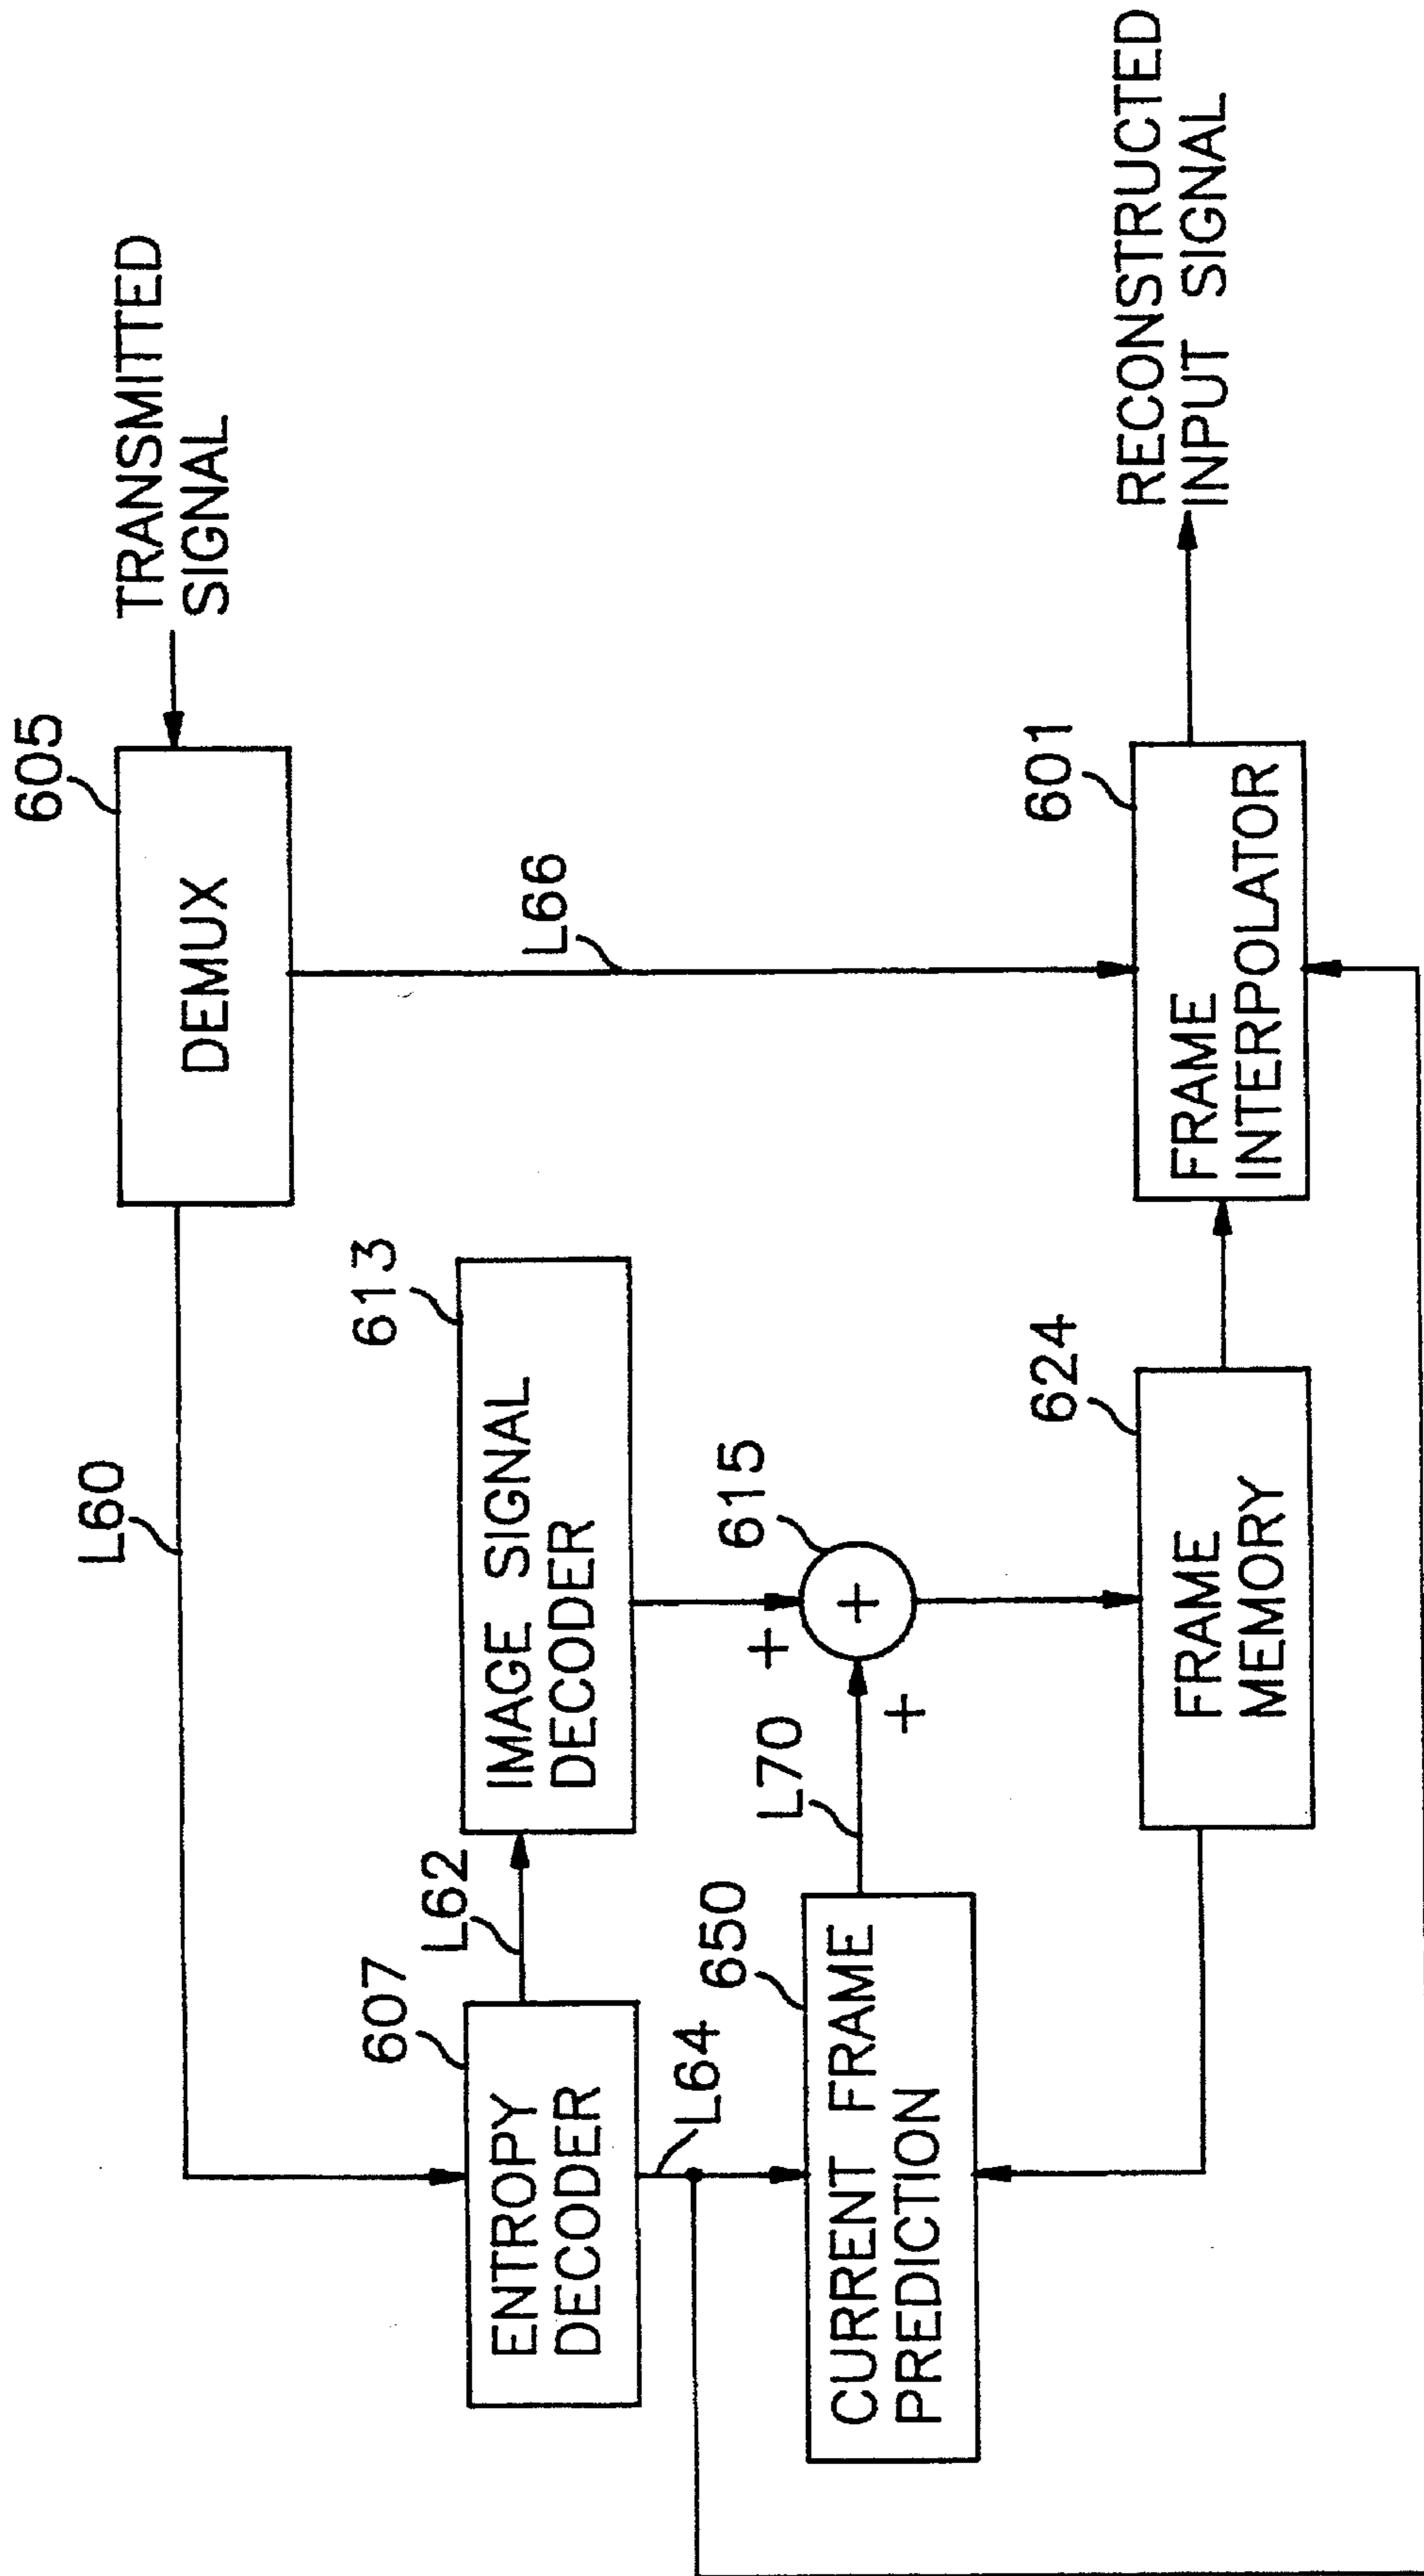 605
TRANSMITTED
SIGNAL
DEMUX
L60
L66
613
607
L62
IMAGE SIGNAL
DECODER
ENTROPY
DECODER
L64
650
L70
615
+
+
+
CURRENT FRAME
PREDICTION
624
601
FRAME
MEMORY
FRAME
INTERPOLATOR
RECONSTRUCTED
INPUT SIGNAL